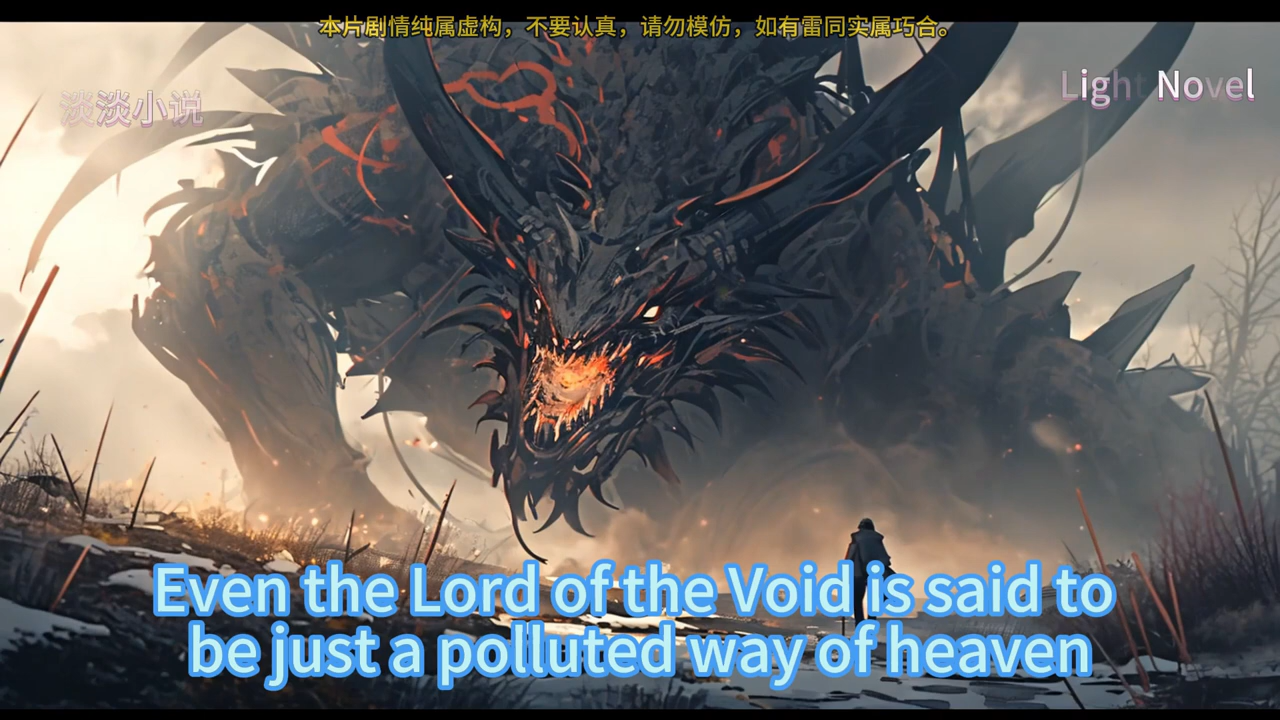 本片剧情纯属虚构，不要认真，请勿模仿，如有雷同实属巧合。
淡淡小说
Light Novel
Even the Lord of the Void is said to
be just a polluted way of heaven